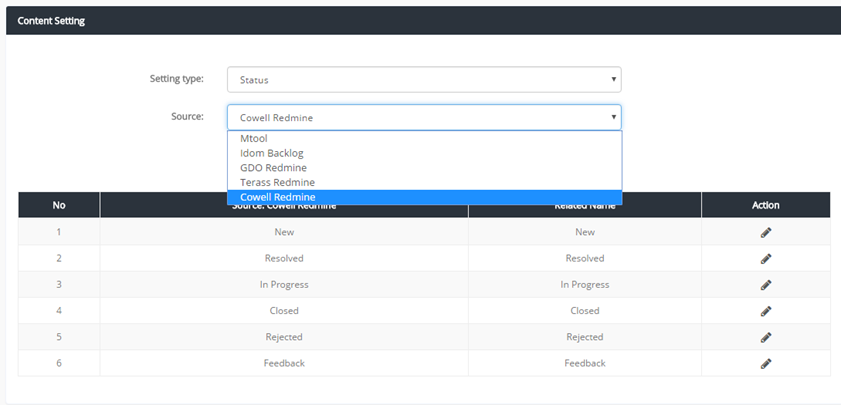 Content Setting
Setting type: Status
Source: Cowell Redmine
Mtool
Idom Backlog
GDO Redmine
Terass Redmine
Cowell Redmine
No Source: Cowell Redmine Related Name Action
1 New New
2 Resolved Resolved
3 In Progress In Progress
4 Closed Closed
5 Rejected Rejected
6 Feedback Feedback